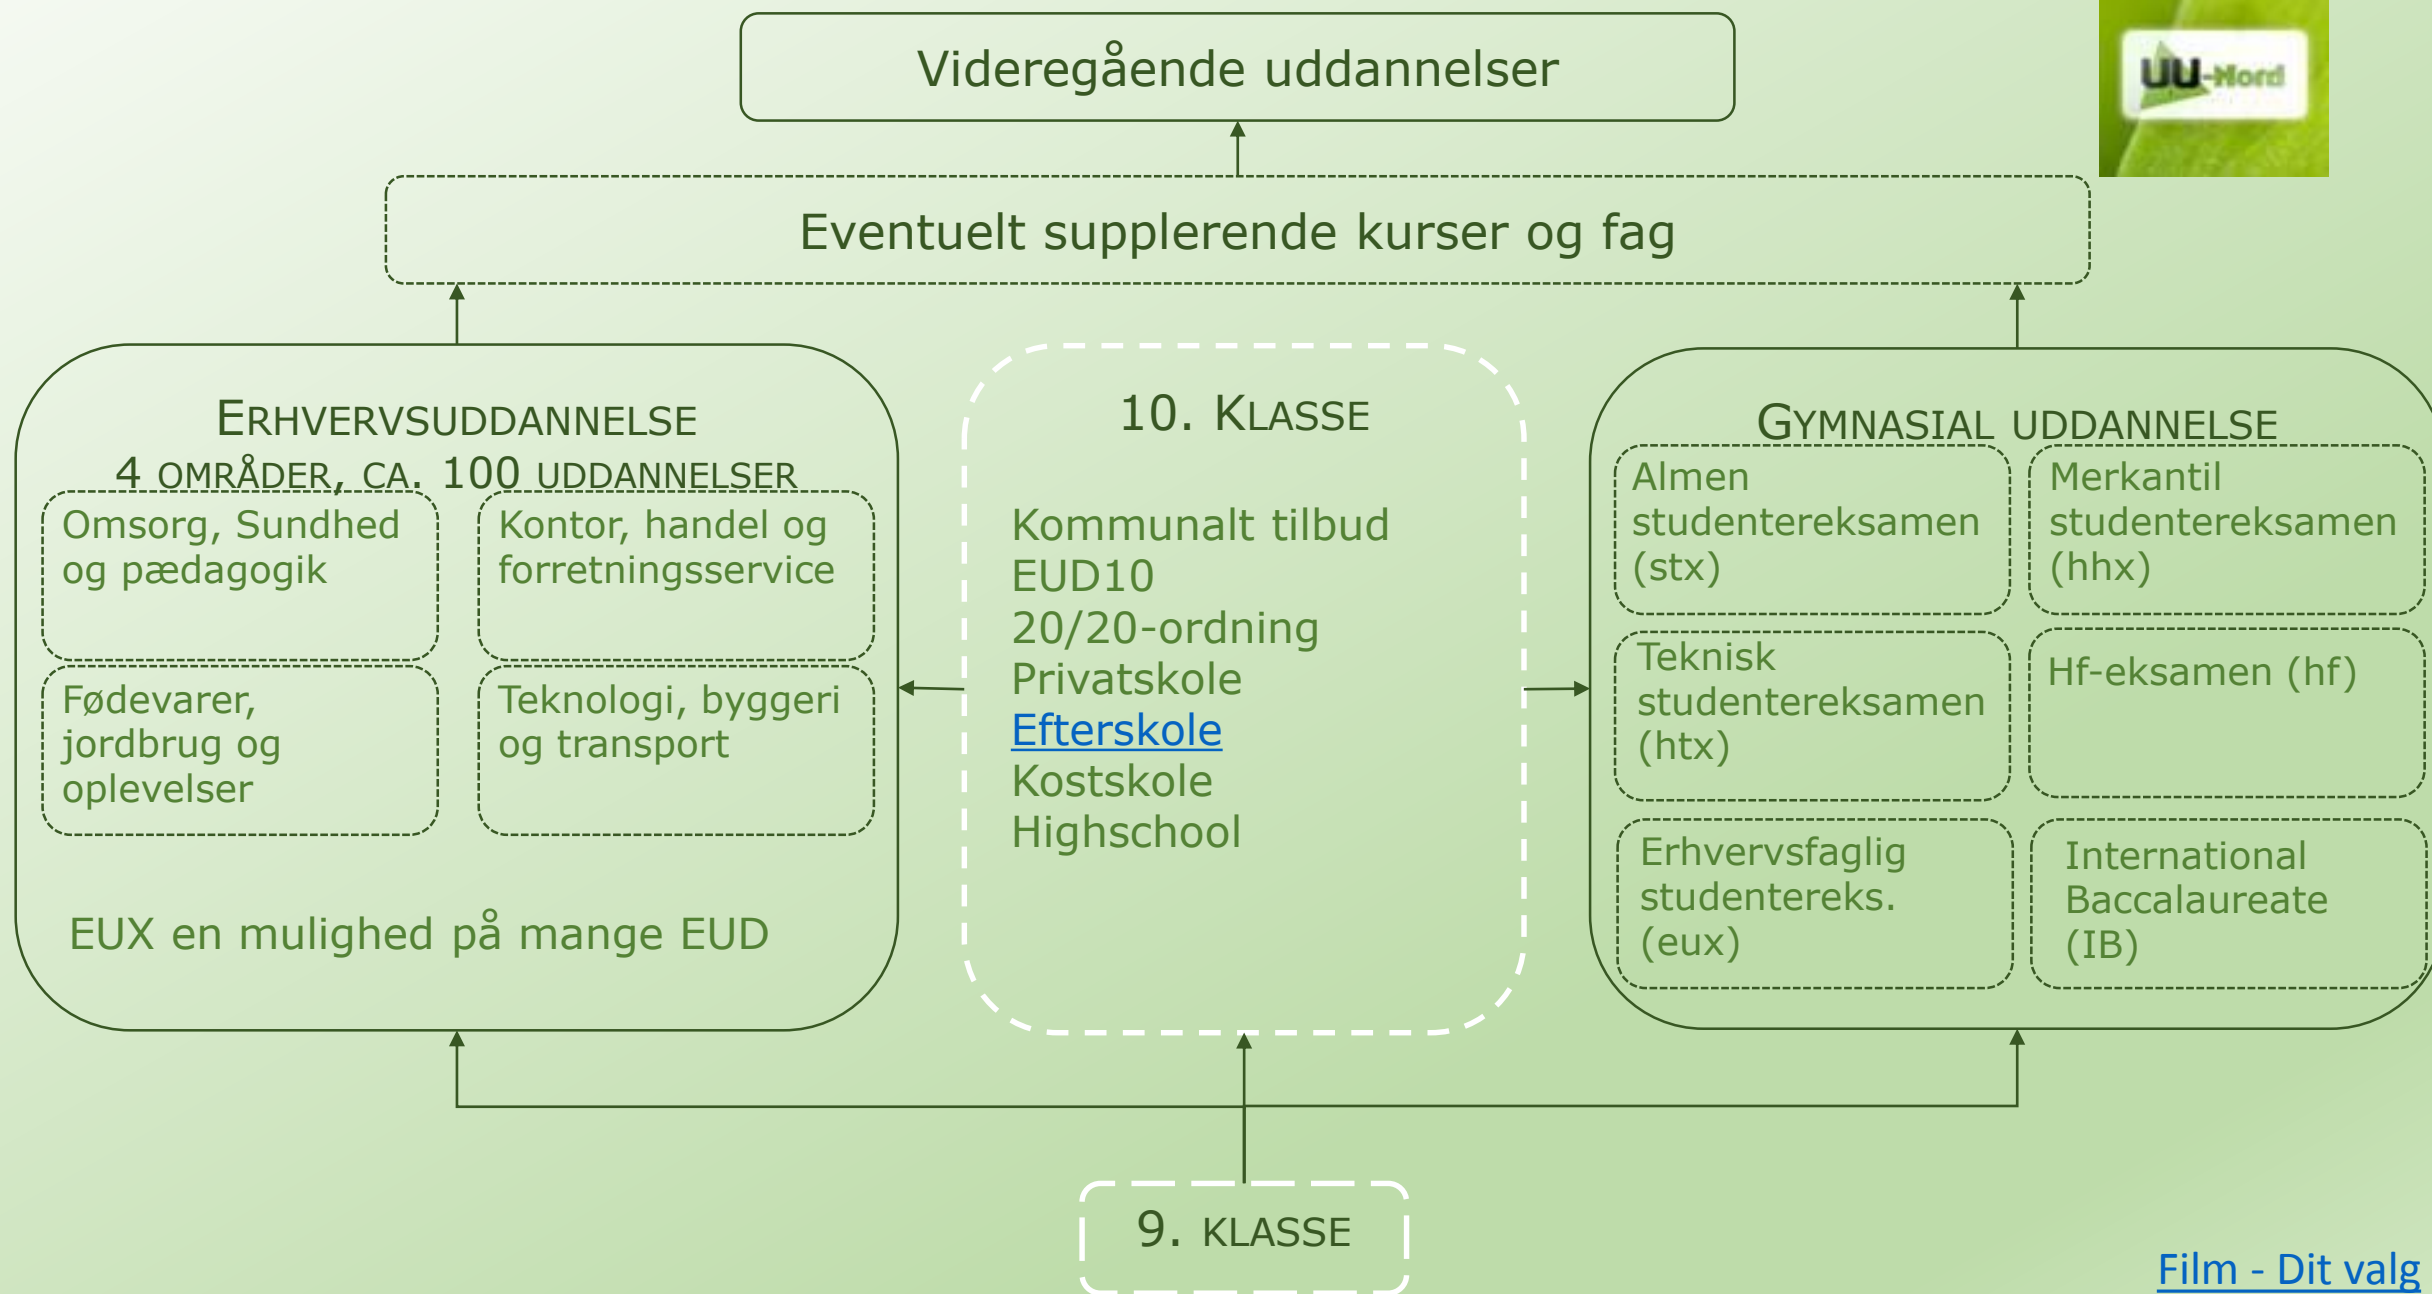 Videregående uddannelser
UU-Nord
Eventuelt supplerende kurser og fag
ERHVERVSUDDANNELSE
4 OMRÅDER, CA. 100 UDDANNELSER
Omsorg, Sundhed
og pædagogik
Kontor, handel og
forretningsservice
Fødevarer,
jordbrug og
oplevelser
Teknologi, byggeri
og transport
EUX en mulighed på mange EUD
10. KLASSE
Kommunalt tilbud
EUD10
20/20-ordning
Privatskole
Efterskole
Kostskole
Highschool
GYMNASIAL UDDANNELSE
Almen
studentereksamen
(stx)
Merkantil
studentereksamen
(hhx)
Teknisk
studentereksamen
(htx)
Hf-eksamen (hf)
Erhvervsfaglig
studentereks.
(eux)
International
Baccalaureate
(IB)
9. KLASSE
Film - Dit valg